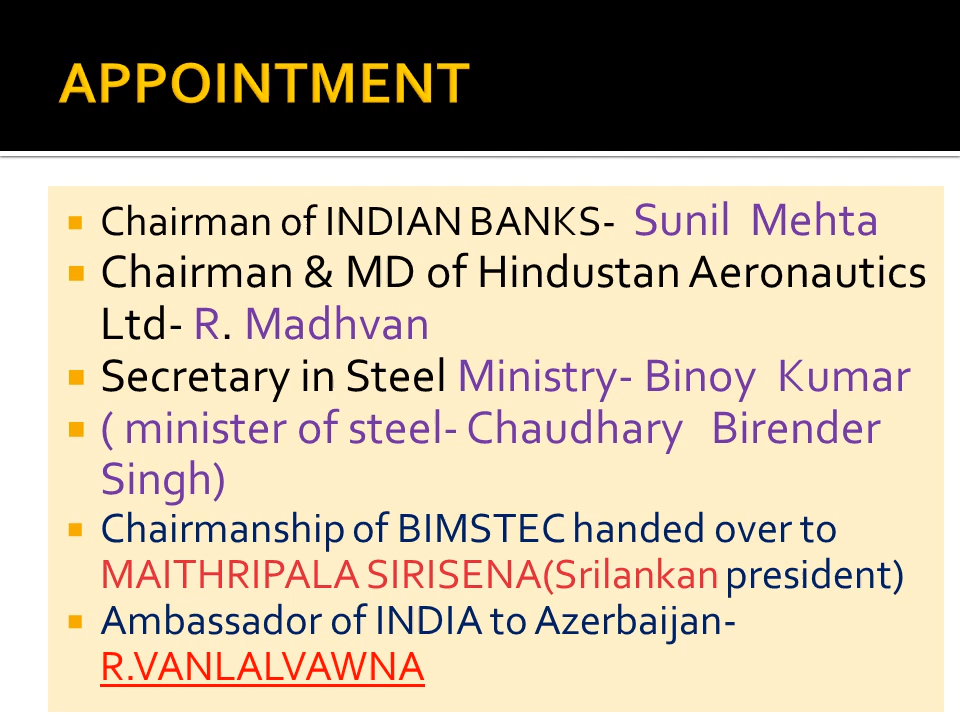 APPOINTMENT
Chairman of INDIAN BANKS- Sunil Mehta
Chairman & MD of Hindustan Aeronautics
Ltd- R. Madhvan
Secretary in Steel Ministry- Binoy Kumar
( minister of steel- Chaudhary Birender
Singh)
Chairmanship of BIMSTEC handed over to
MAITHRIPALA SIRISENA(Srilankan president)
Ambassador of INDIA to Azerbaijan-
R.VANLALVAWNA